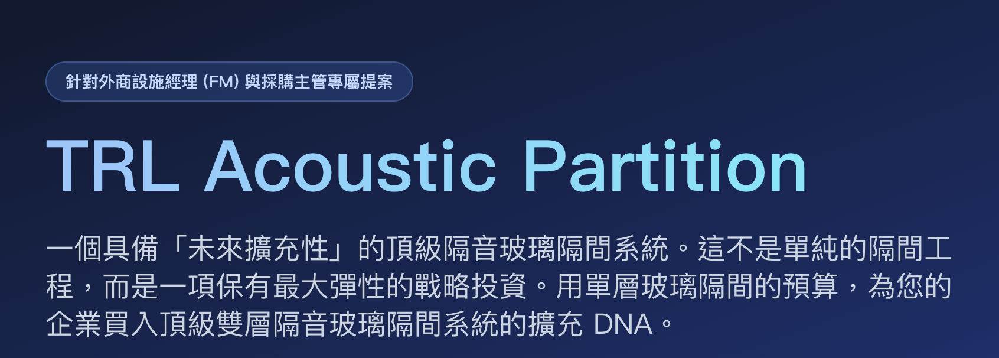 針對外商設施經理 (FM) 與採購主管專屬提案
TRL Acoustic Partition
一個具備「未來擴充性」的頂級隔音玻璃隔間系統。這不是單純的隔間工
程，而是一項保有最大彈性的戰略投資。用單層玻璃隔間的預算，為您的
企業買入頂級雙層隔音玻璃隔間系統的擴充 DNA。